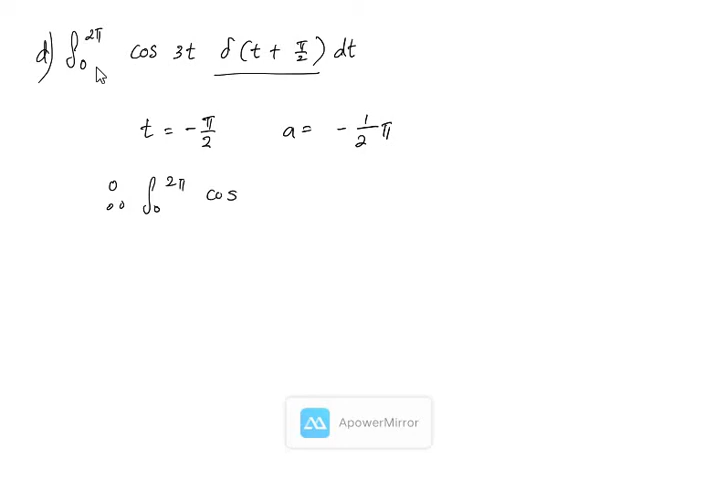 d) ∫₀^2π cos 3t δ(t + π/2) dt
t = -π/2 a = -1/2 π
∴ ∫₀^2π cos
ApowerMirror